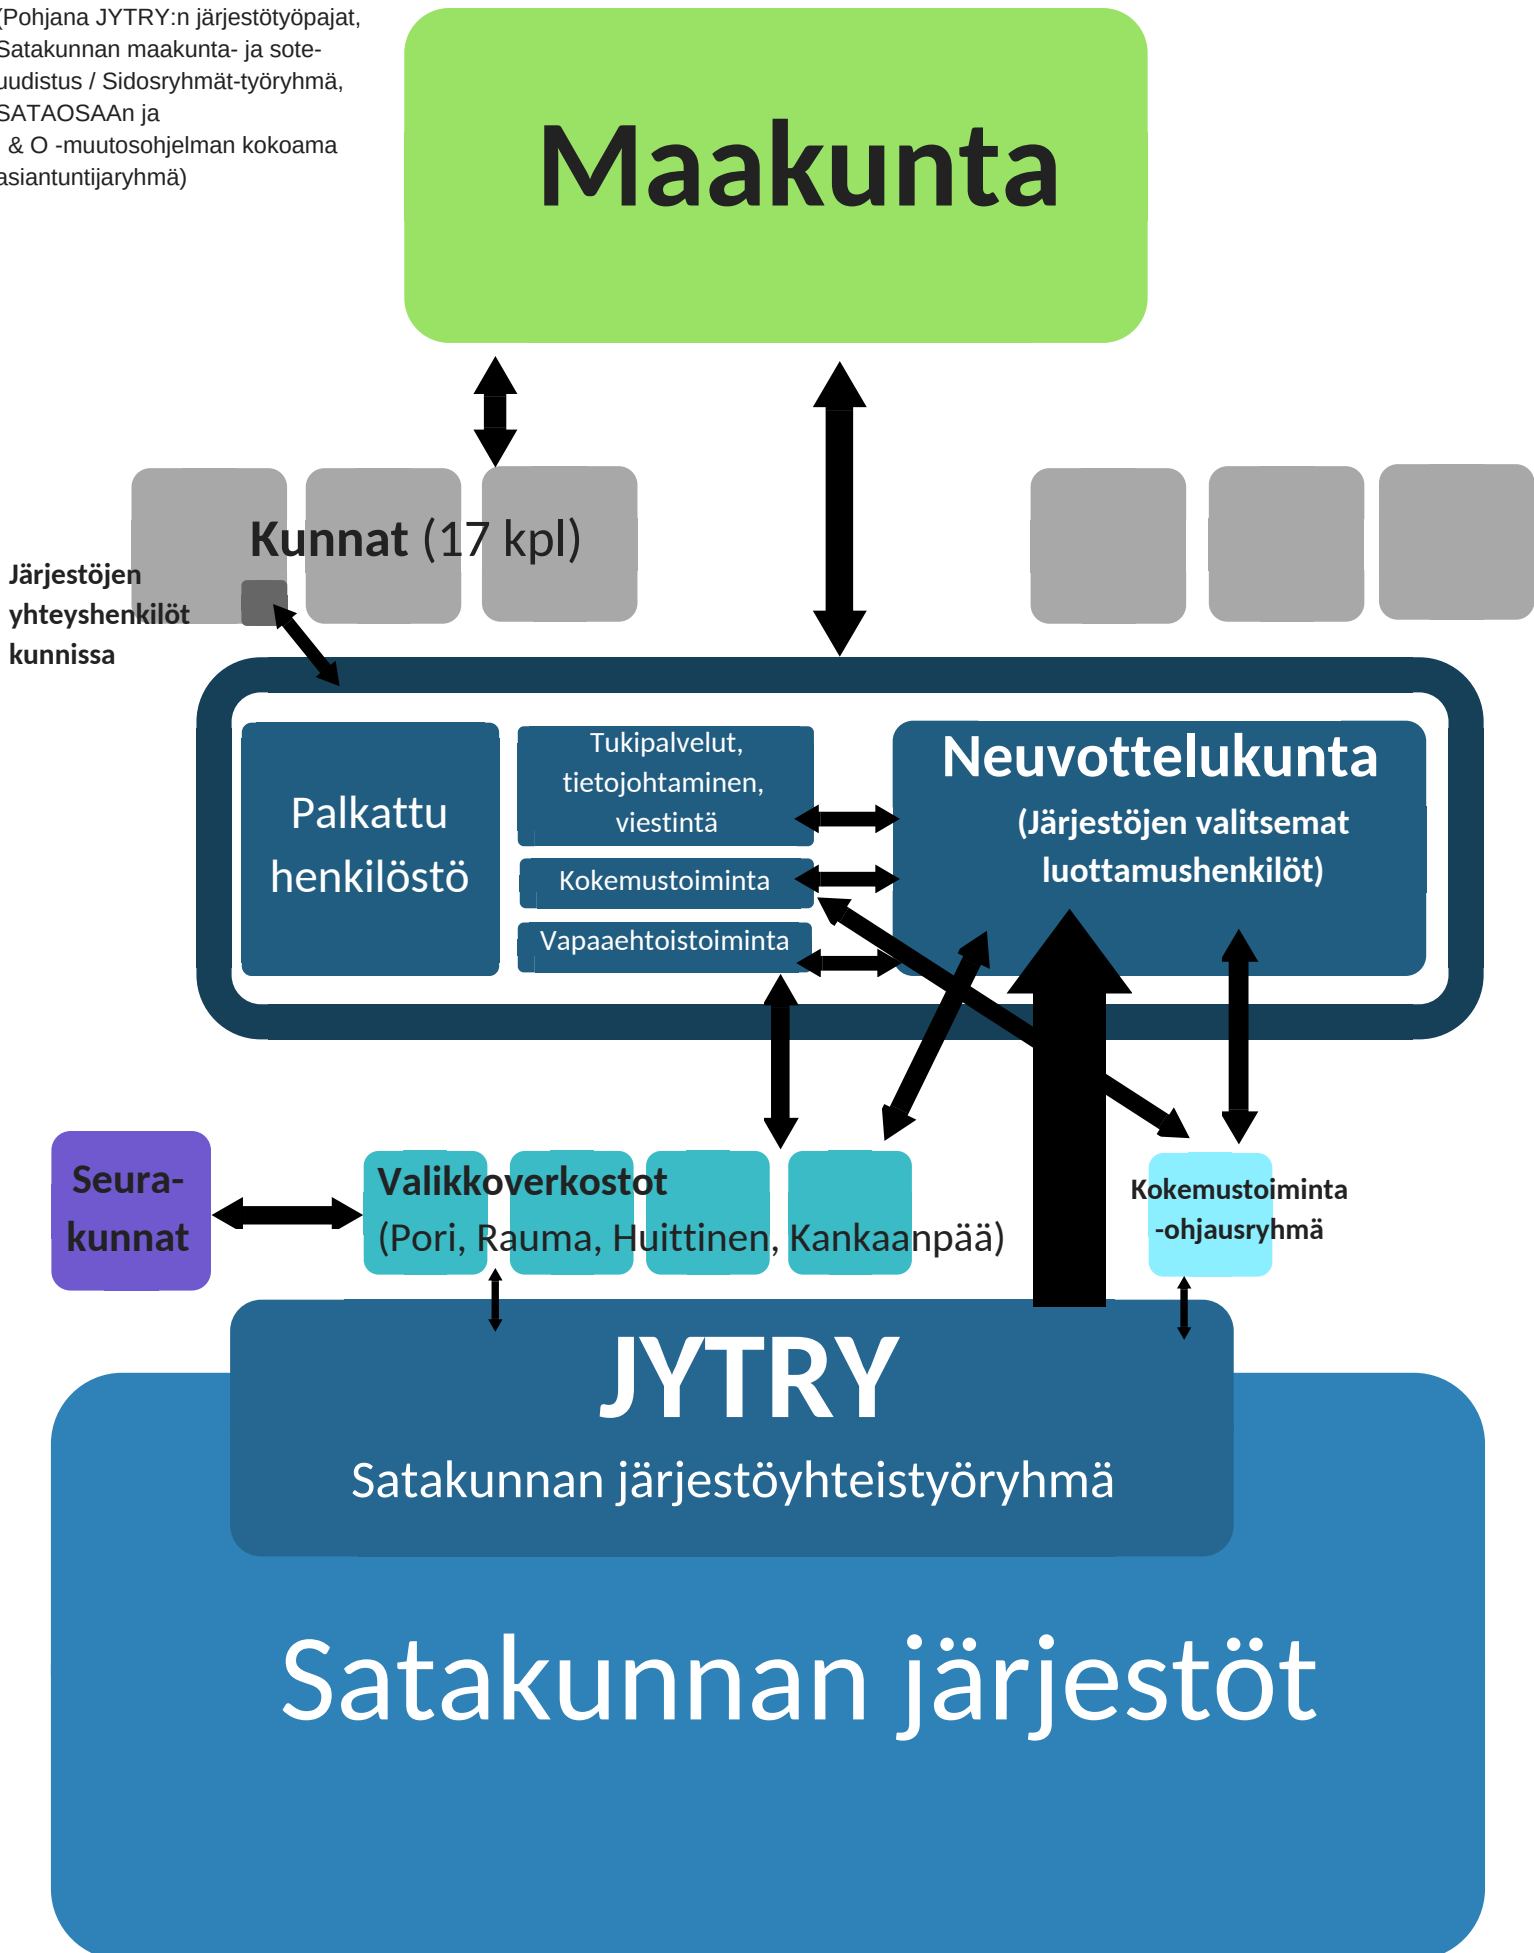 (Pohjana JYTRY:n järjestötyöpajat,
Satakunnan maakunta- ja sote-
uudistus / Sidosryhmät-työryhmä,
SATAOSAAn ja
& O -muutosohjelman kokoama
asiantuntijaryhmä)
Maakunta
Kunnat (17 kpl)
Järjestöjen
yhteyshenkilöt
kunnissa
Palkattu
henkilöstö
Tukipalvelut,
tietojohtaminen,
viestintä
Kokemustoiminta
Vapaaehtoistoiminta
Neuvottelukunta
(Järjestöjen valitsemat
luottamushenkilöt)
Seura-
kunnat
Valikkoverkostot
(Pori, Rauma, Huittinen, Kankaanpää)
Kokemustoiminta
-ohjausryhmä
JYTRY
Satakunnan järjestöyhteistyöryhmä
Satakunnan järjestöt